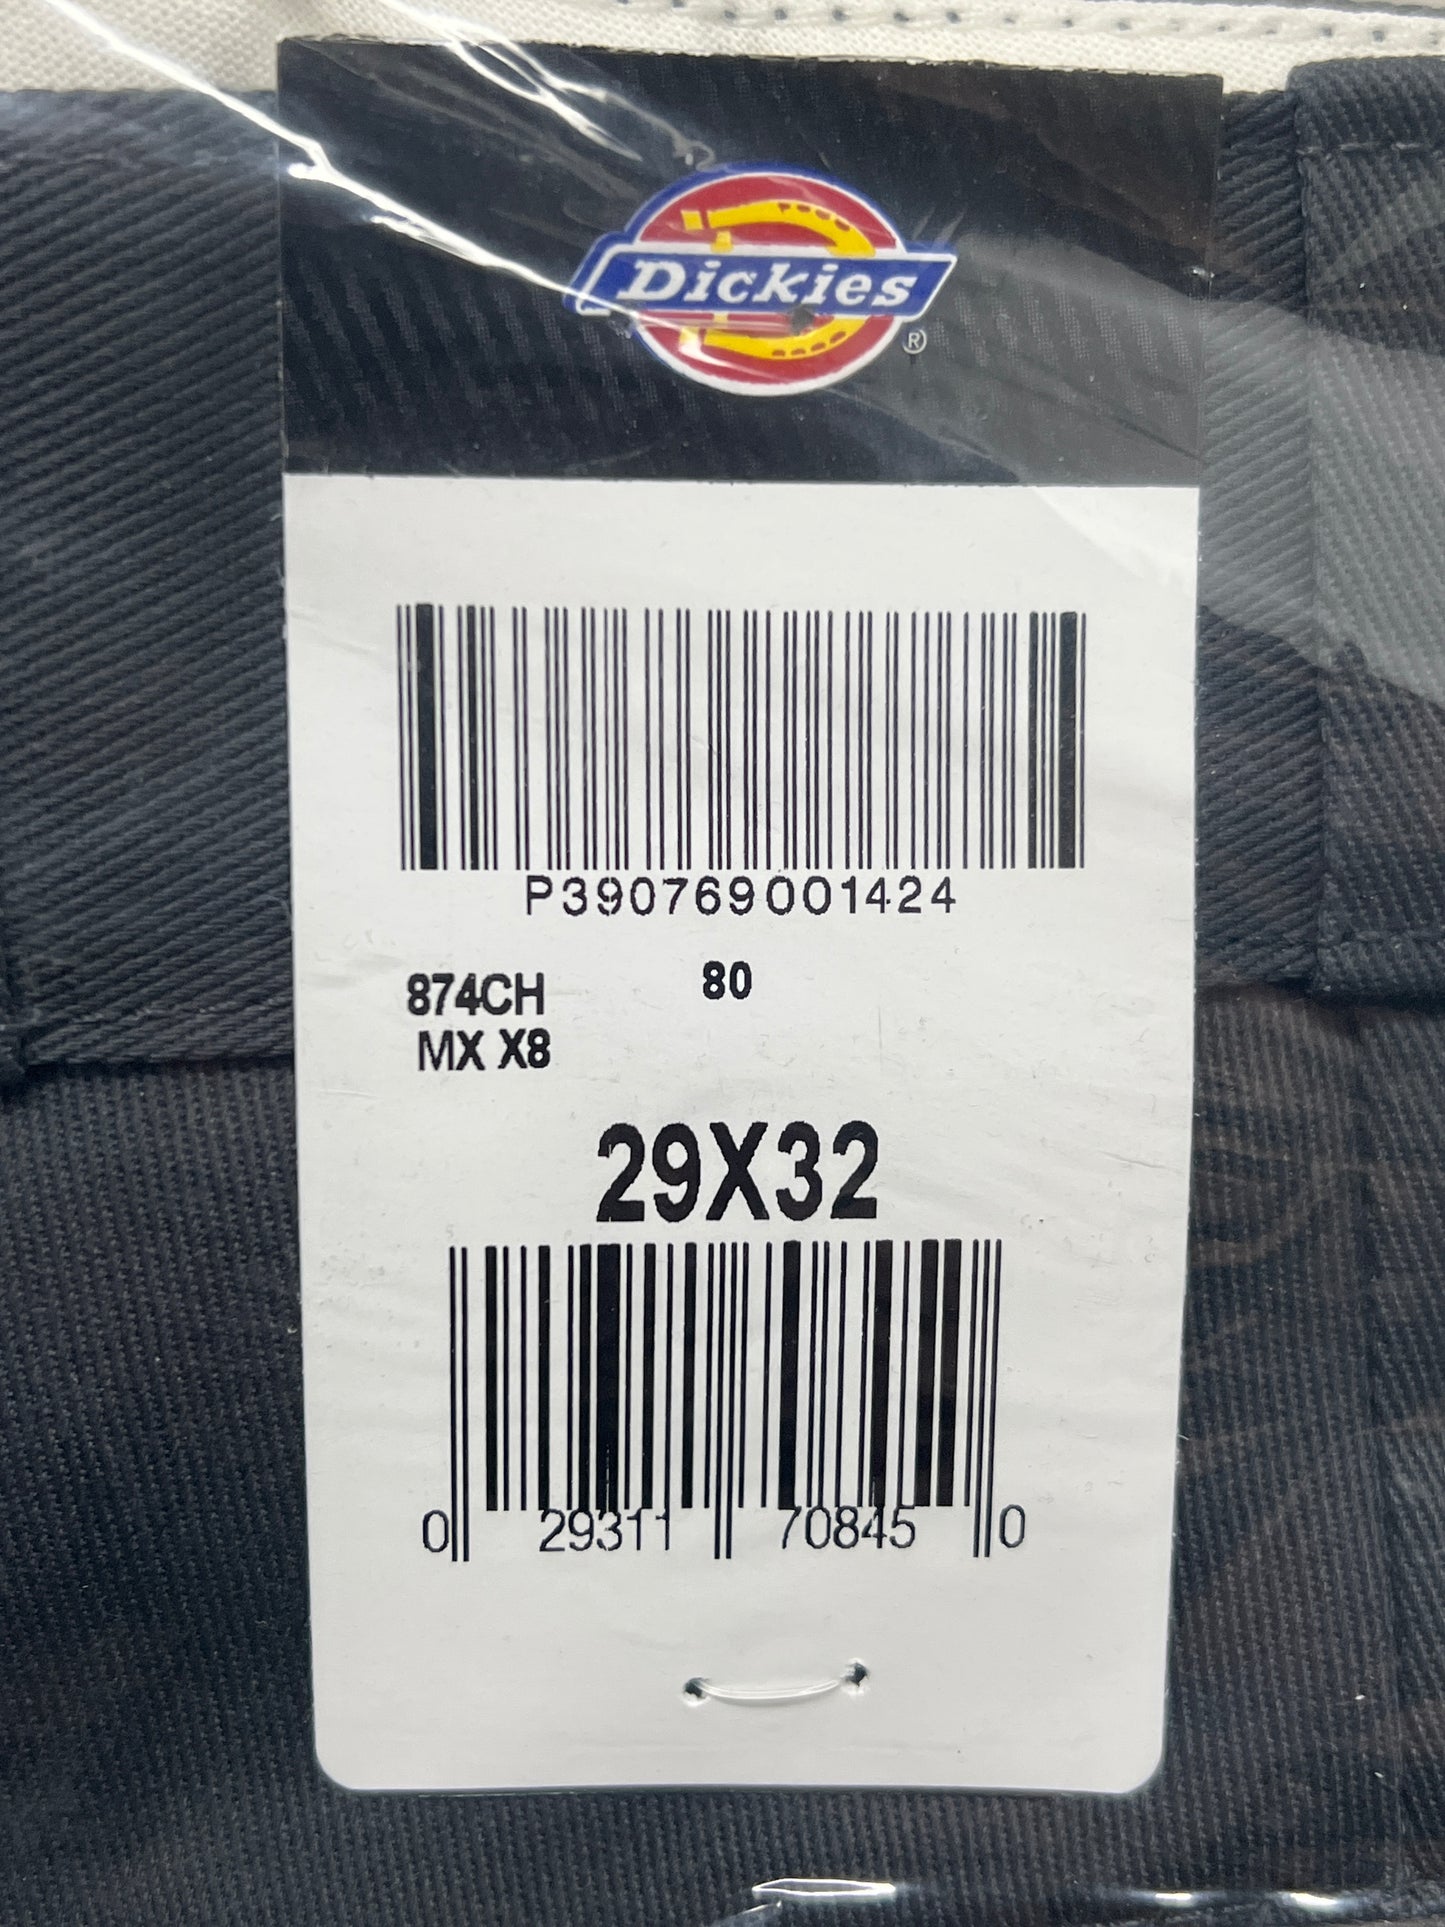 Dickies
®
P390769001424
874CH 80
MX X8
29X32
0 29311 70845 0